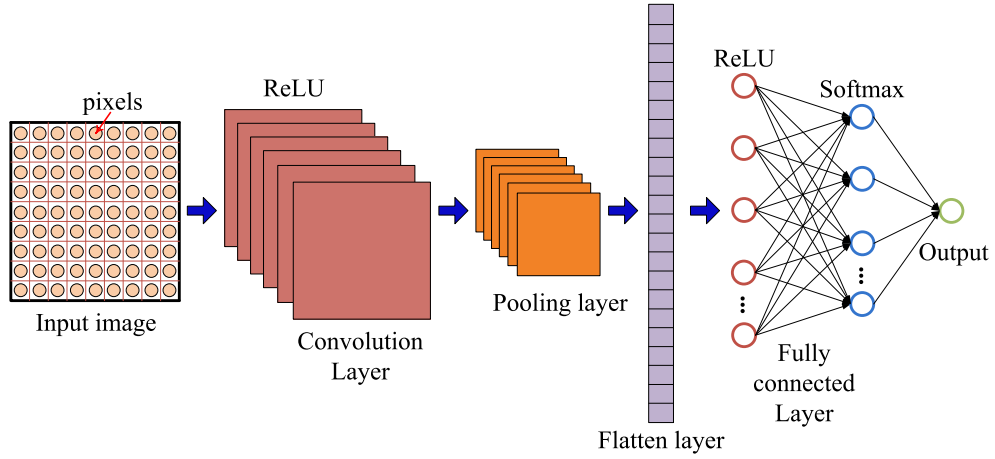 pixels
Input image
ReLU
Convolution
Layer
Pooling layer
Flatten layer
ReLU
Softmax
Fully
connected
Layer
Output